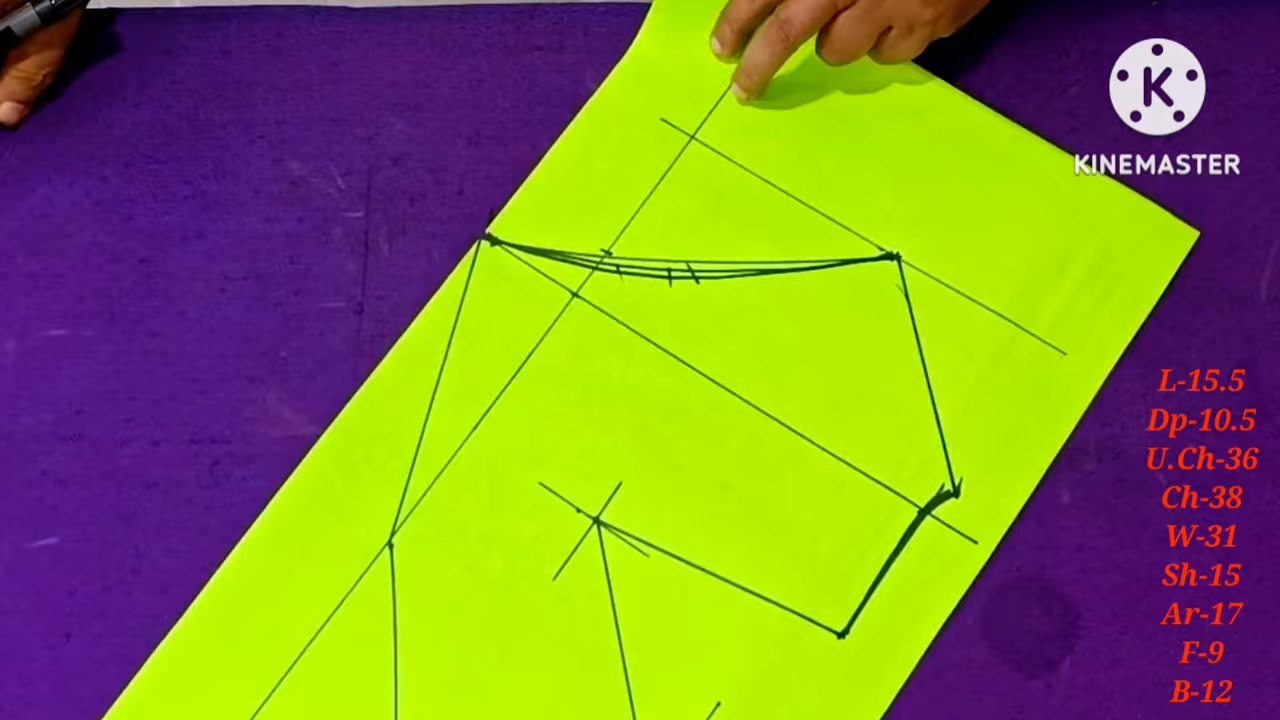 K
KINEMASTER
L-15.5
Dp-10.5
U.Ch-36
Ch-38
W-31
Sh-15
Ar-17
F-9
B-12